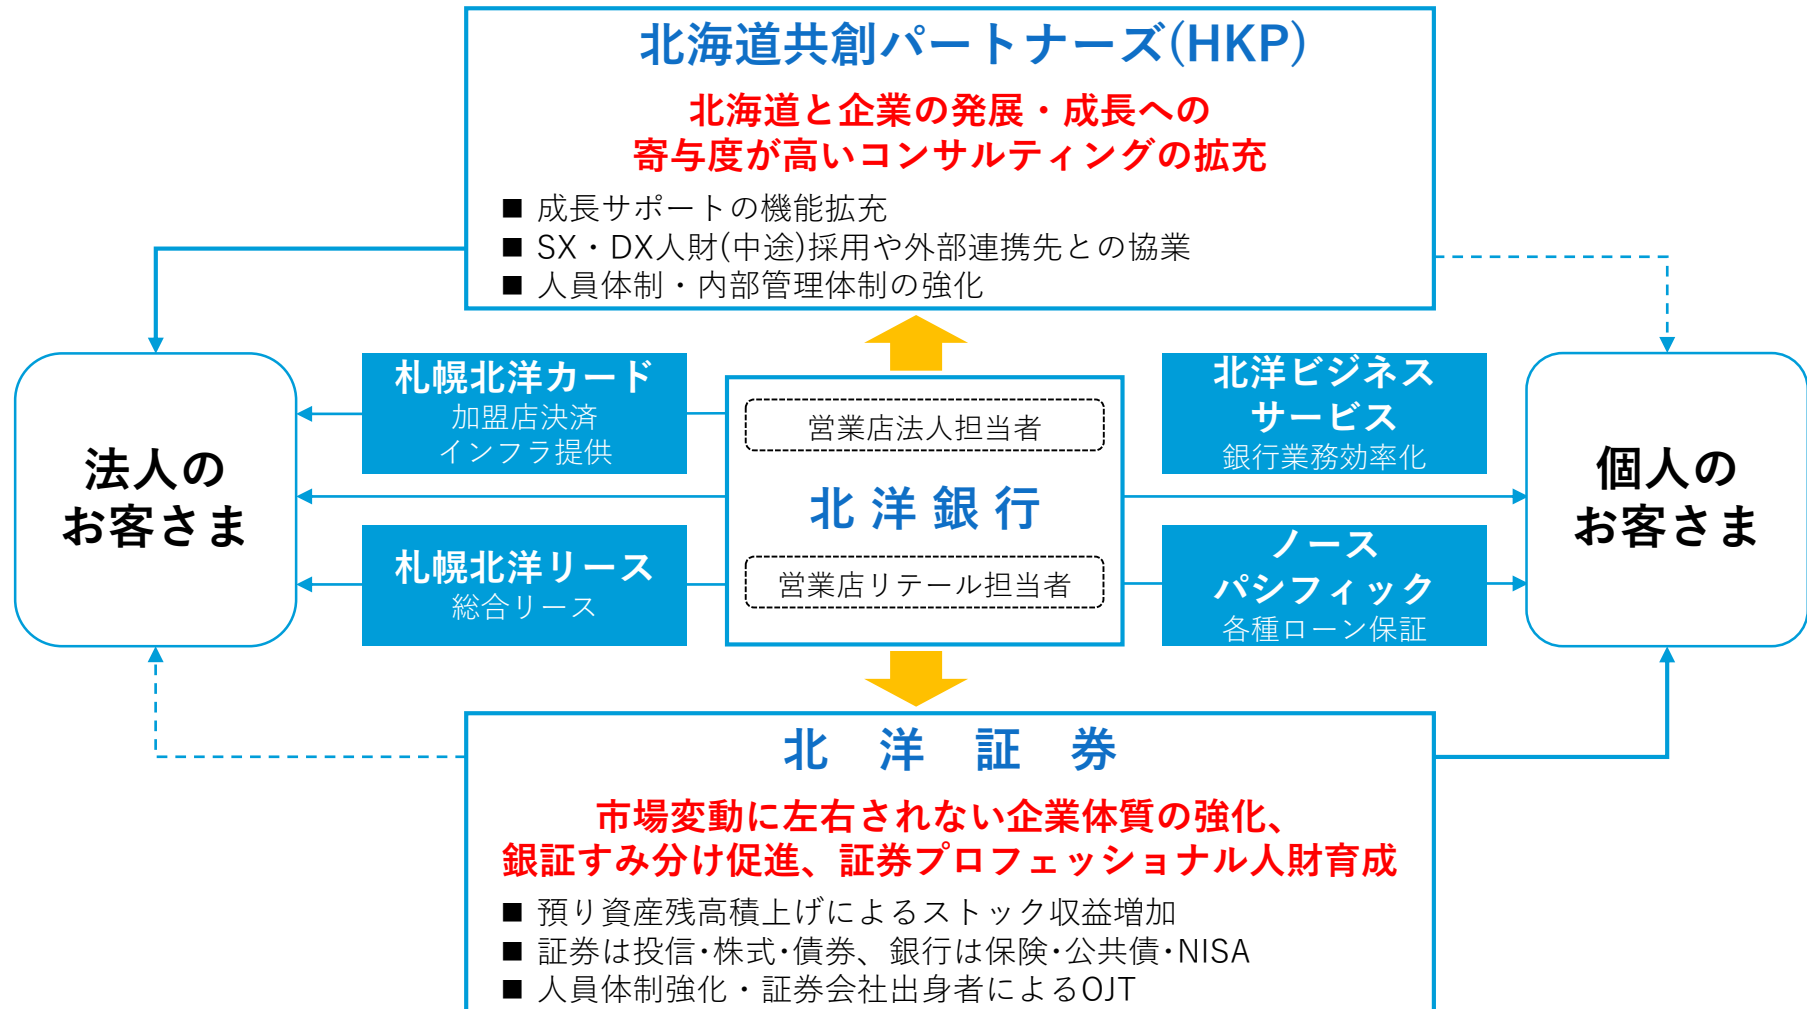 北海道共創パートナーズ(HKP)
北海道と企業の発展・成長への
寄与度が高いコンサルティングの拡充
■ 成長サポートの機能拡充
■ SX・DX人財(中途)採用や外部連携先との協業
■ 人員体制・内部管理体制の強化
法人の
お客さま
札幌北洋カード
加盟店決済
インフラ提供
札幌北洋リース
総合リース
営業店法人担当者
北洋銀行
営業店リテール担当者
北洋ビジネス
サービス
銀行業務効率化
ノース
パシフィック
各種ローン保証
個人の
お客さま
北洋証券
市場変動に左右されない企業体質の強化、
銀証すみ分け促進、証券プロフェッショナル人財育成
■ 預り資産残高積上げによるストック収益増加
■ 証券は投信･株式･債券、銀行は保険･公共債･NISA
■ 人員体制強化・証券会社出身者によるOJT